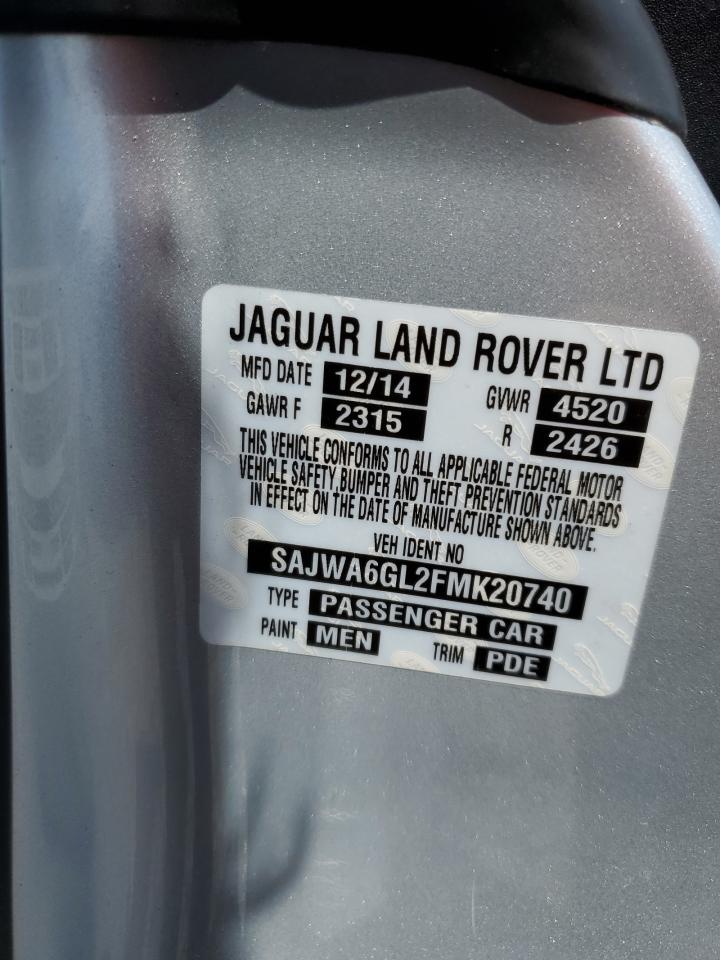 JAGUAR LAND ROVER LTD
MFD DATE 12/14 GVWR 4520
GAWR F 2315 R 2426
THIS VEHICLE CONFORMS TO ALL APPLICABLE FEDERAL MOTOR
VEHICLE SAFETY,BUMPER AND THEFT PREVENTION STANDARDS
IN EFFECT ON THE DATE OF MANUFACTURE SHOWN ABOVE.
VEH IDENT NO
SAJWA6GL2FMK20740
TYPE PASSENGER CAR
PAINT MEN TRIM PDE